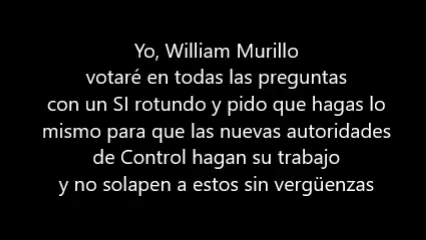 Yo, William Murillo
votaré en todas las preguntas
con un SI rotundo y pido que hagas lo
mismo para que las nuevas autoridades
de Control hagan su trabajo
y no solapen a estos sin vergüenzas